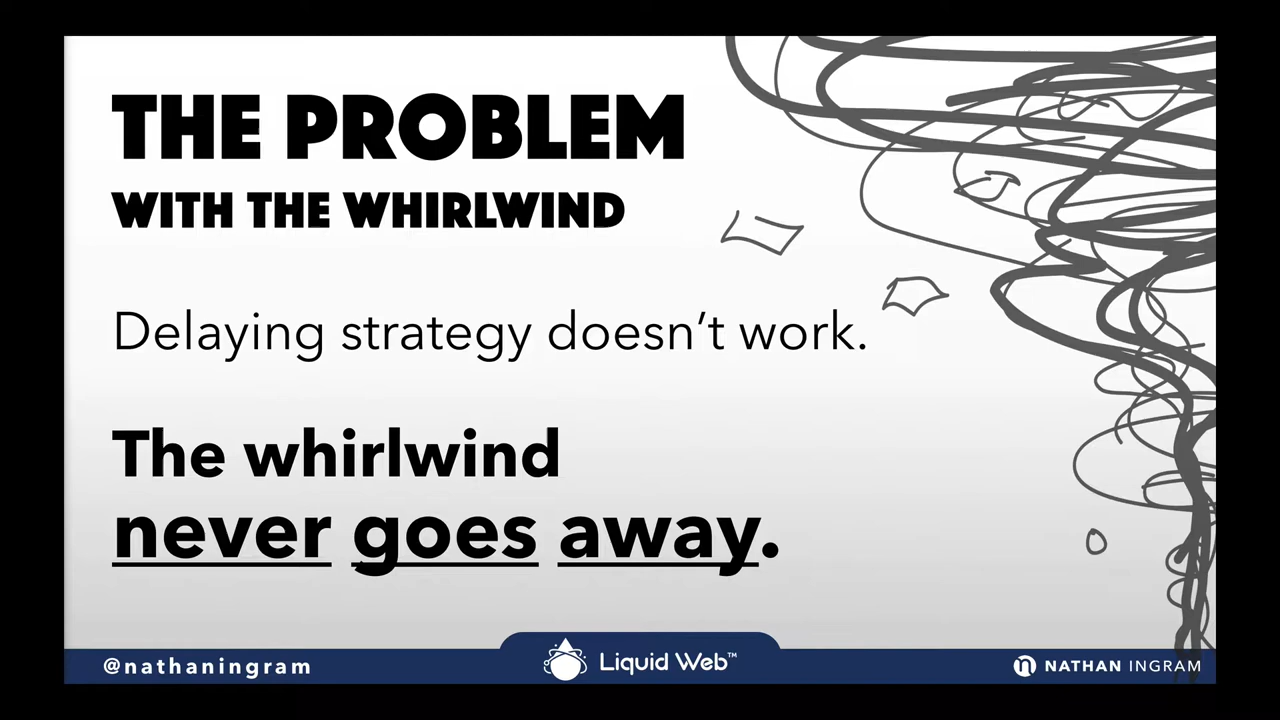 THE PROBLEM
WITH THE WHIRLWIND
Delaying strategy doesn’t work.
The whirlwind
never goes away.
@nathaningram
Liquid Web™
NATHAN INGRAM